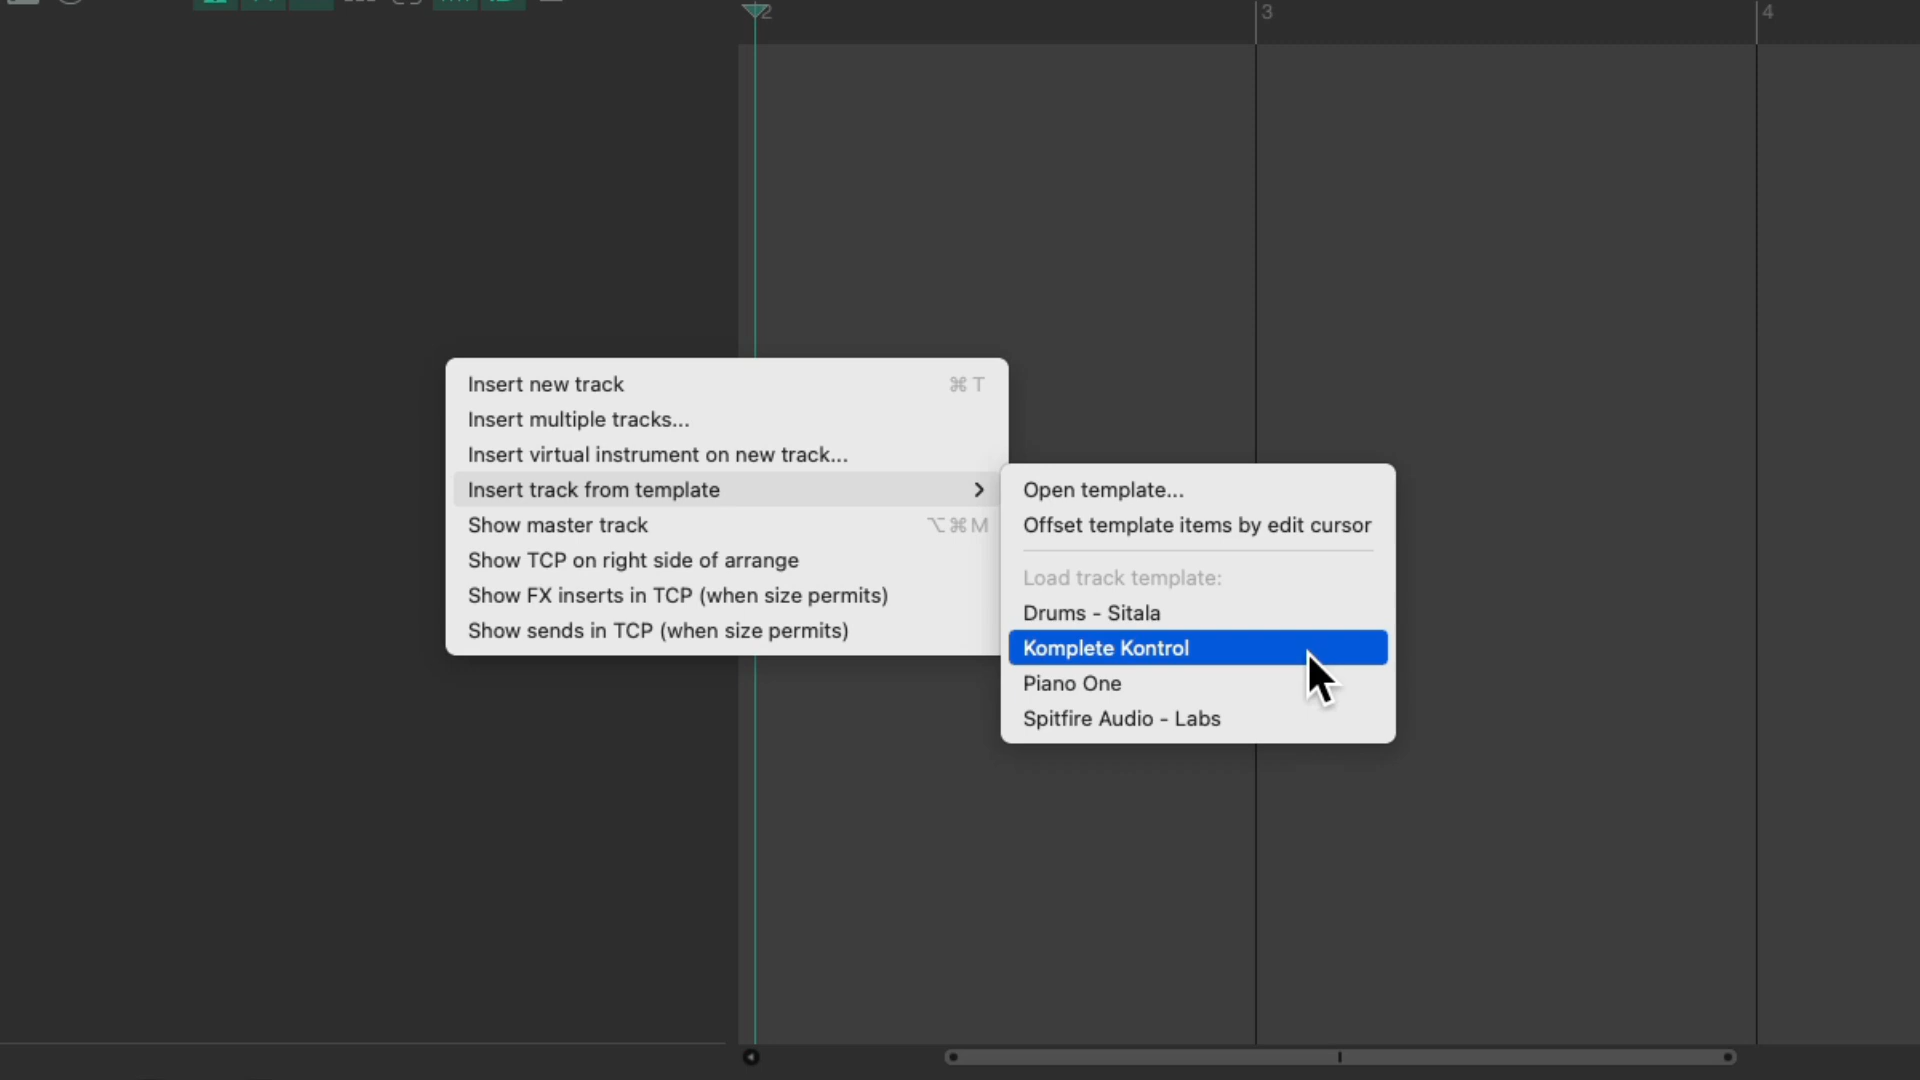 2
3
4
Insert new track ⌘ T
Insert multiple tracks...
Insert virtual instrument on new track...
Insert track from template
Show master track ⌥ ⌘ M
Show TCP on right side of arrange
Show FX inserts in TCP (when size permits)
Show sends in TCP (when size permits)
Open template...
Offset template items by edit cursor
Load track template:
Drums - Sitala
Komplete Kontrol
Piano One
Spitfire Audio - Labs